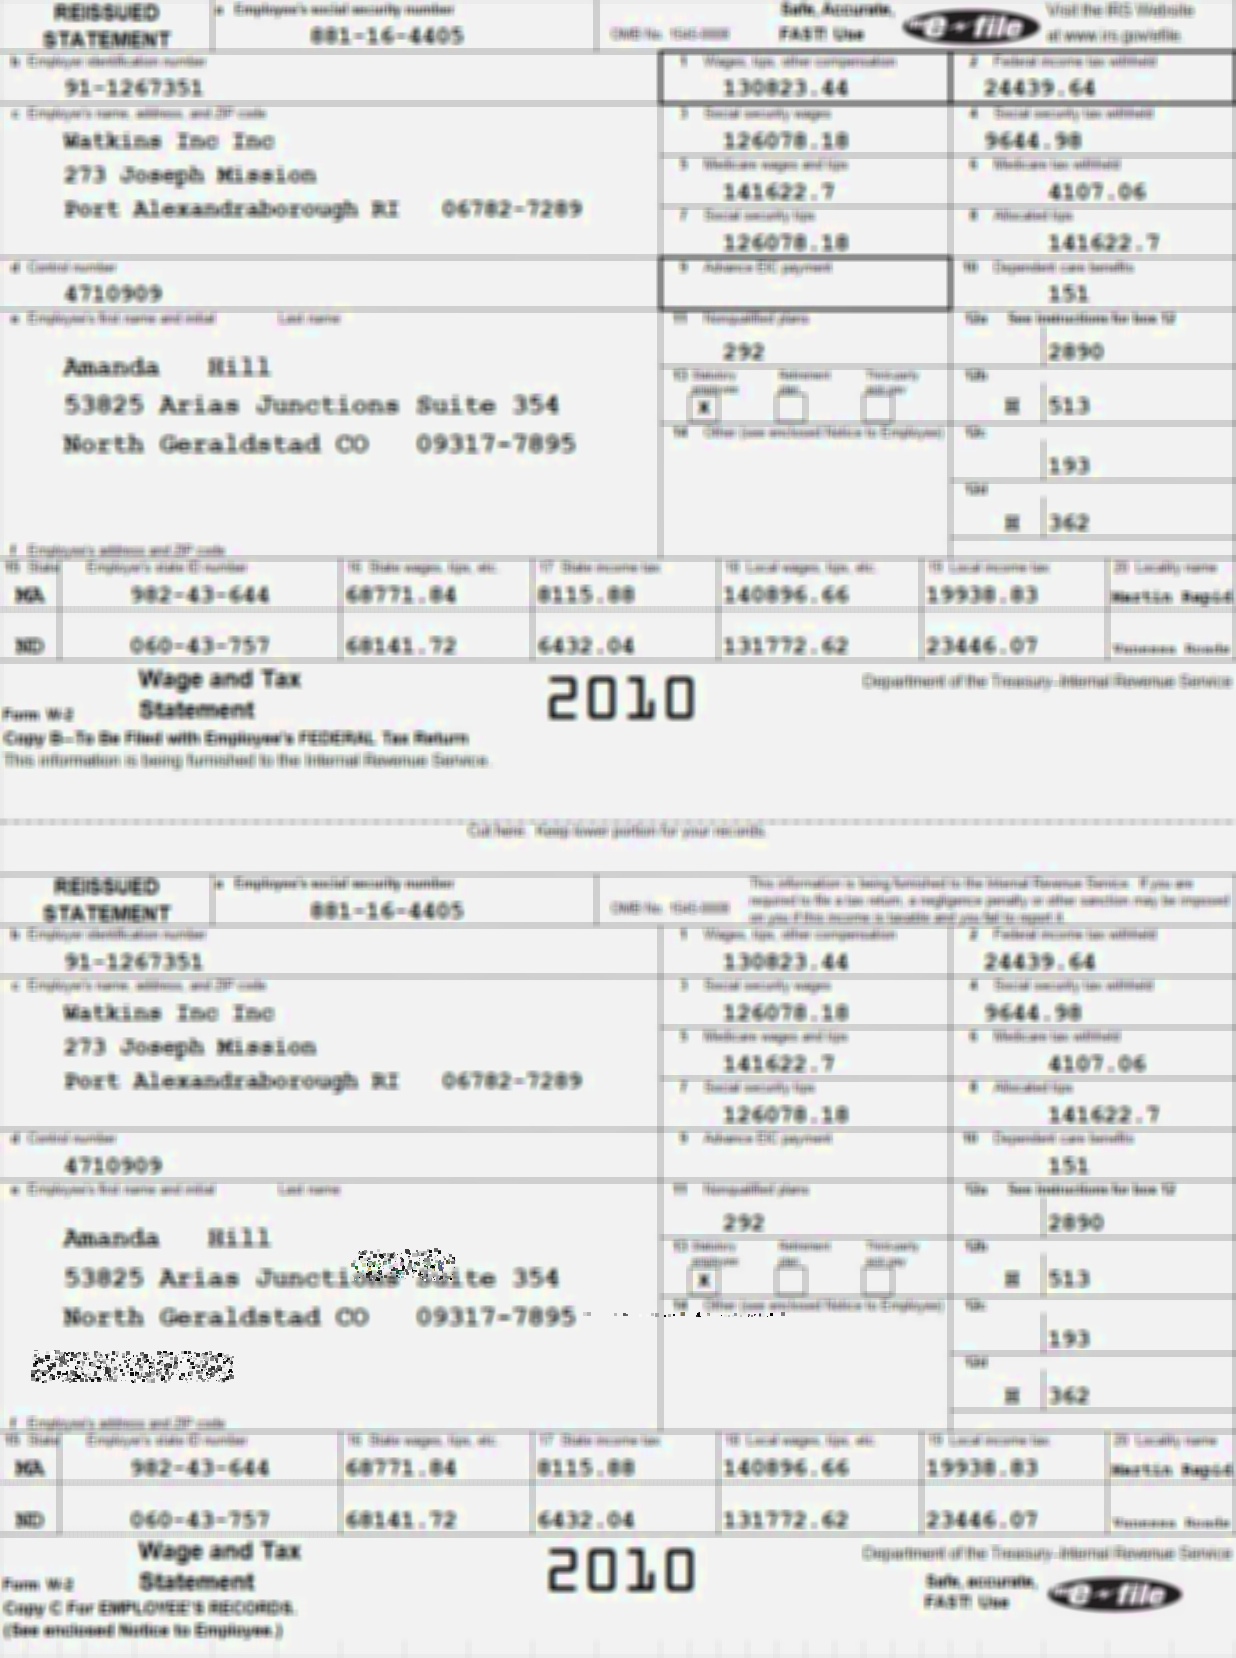 REISSUED STATEMENT
a Employee's social security number
881-16-4405
OMB No. 1545-0008
Safe, Accurate, FAST! Use
e file
Visit the IRS Website at www.irs.gov/efile.
b Employer identification number
91-1267351
1 Wages, tips, other compensation
130823.44
2 Federal income tax withheld
24439.64
c Employer's name, address, and ZIP code
Watkins Inc Inc
273 Joseph Mission
Port Alexandraborough RI 06782-7289
3 Social security wages
126078.18
4 Social security tax withheld
9644.98
5 Medicare wages and tips
141622.7
6 Medicare tax withheld
4107.06
7 Social security tips
126078.18
8 Allocated tips
141622.7
d Control number
4710909
9 Advance EIC payment
10 Dependent care benefits
151
e Employee's first name and initial Last name
Amanda Hill
53825 Arias Junctions Suite 354
North Geraldstad CO 09317-7895
11 Nonqualified plans
292
12a See instructions for box 12
2890
13 Statutory employee
Retirement plan
Third-party sick pay
X
12b
H 513
14 Other (see enclosed Notice to Employee)
12c
193
12d
H 362
f Employee's address and ZIP code
15 State Employer's state ID number 16 State wages, tips, etc. 17 State income tax 18 Local wages, tips, etc. 19 Local income tax 20 Locality name
MA 982-43-644 68771.84 8115.88 140896.66 19938.83 Martin Rapid
ND 060-43-757 68141.72 6432.04 131772.62 23446.07 Vanessa Roads
Form W-2 Wage and Tax Statement
2010
Department of the Treasury-Internal Revenue Service
Copy B--To Be Filed with Employee's FEDERAL Tax Return
This information is being furnished to the Internal Revenue Service.
Cut here. Keep lower portion for your records.
REISSUED STATEMENT
a Employee's social security number
881-16-4405
OMB No. 1545-0008
This information is being furnished to the Internal Revenue Service. If you are
required to file a tax return, a negligence penalty or other sanction may be imposed
on you if this income is taxable and you fail to report it.
b Employer identification number
91-1267351
1 Wages, tips, other compensation
130823.44
2 Federal income tax withheld
24439.64
c Employer's name, address, and ZIP code
Watkins Inc Inc
273 Joseph Mission
Port Alexandraborough RI 06782-7289
3 Social security wages
126078.18
4 Social security tax withheld
9644.98
5 Medicare wages and tips
141622.7
6 Medicare tax withheld
4107.06
7 Social security tips
126078.18
8 Allocated tips
141622.7
d Control number
4710909
9 Advance EIC payment
10 Dependent care benefits
151
e Employee's first name and initial Last name
Amanda Hill
53825 Arias Junctions Suite 354
North Geraldstad CO 09317-7895
11 Nonqualified plans
292
12a See instructions for box 12
2890
13 Statutory employee
Retirement plan
Third-party sick pay
X
12b
H 513
14 Other (see enclosed Notice to Employee)
12c
193
12d
H 362
f Employee's address and ZIP code
15 State Employer's state ID number 16 State wages, tips, etc. 17 State income tax 18 Local wages, tips, etc. 19 Local income tax 20 Locality name
MA 982-43-644 68771.84 8115.88 140896.66 19938.83 Martin Rapid
ND 060-43-757 68141.72 6432.04 131772.62 23446.07 Vanessa Roads
Form W-2 Wage and Tax Statement
2010
Department of the Treasury-Internal Revenue Service
Copy C For EMPLOYEE'S RECORDS.
(See enclosed Notice to Employee.)
Safe, accurate, FAST! Use
e file